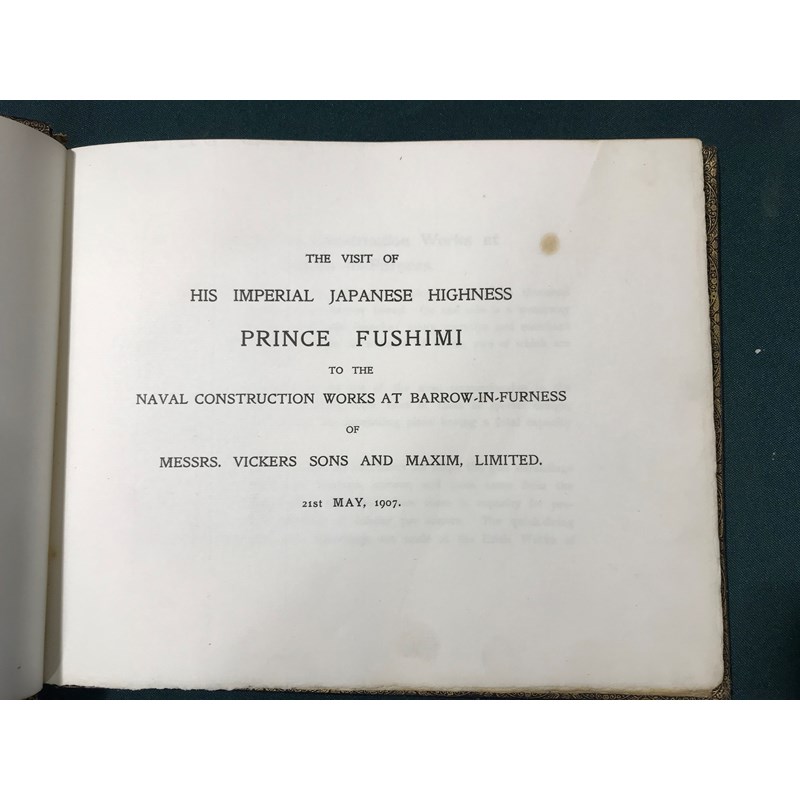 THE VISIT OF
HIS IMPERIAL JAPANESE HIGHNESS
PRINCE FUSHIMI
TO THE
NAVAL CONSTRUCTION WORKS AT BARROW-IN-FURNESS
OF
MESSRS. VICKERS SONS AND MAXIM, LIMITED.
21st MAY, 1907.